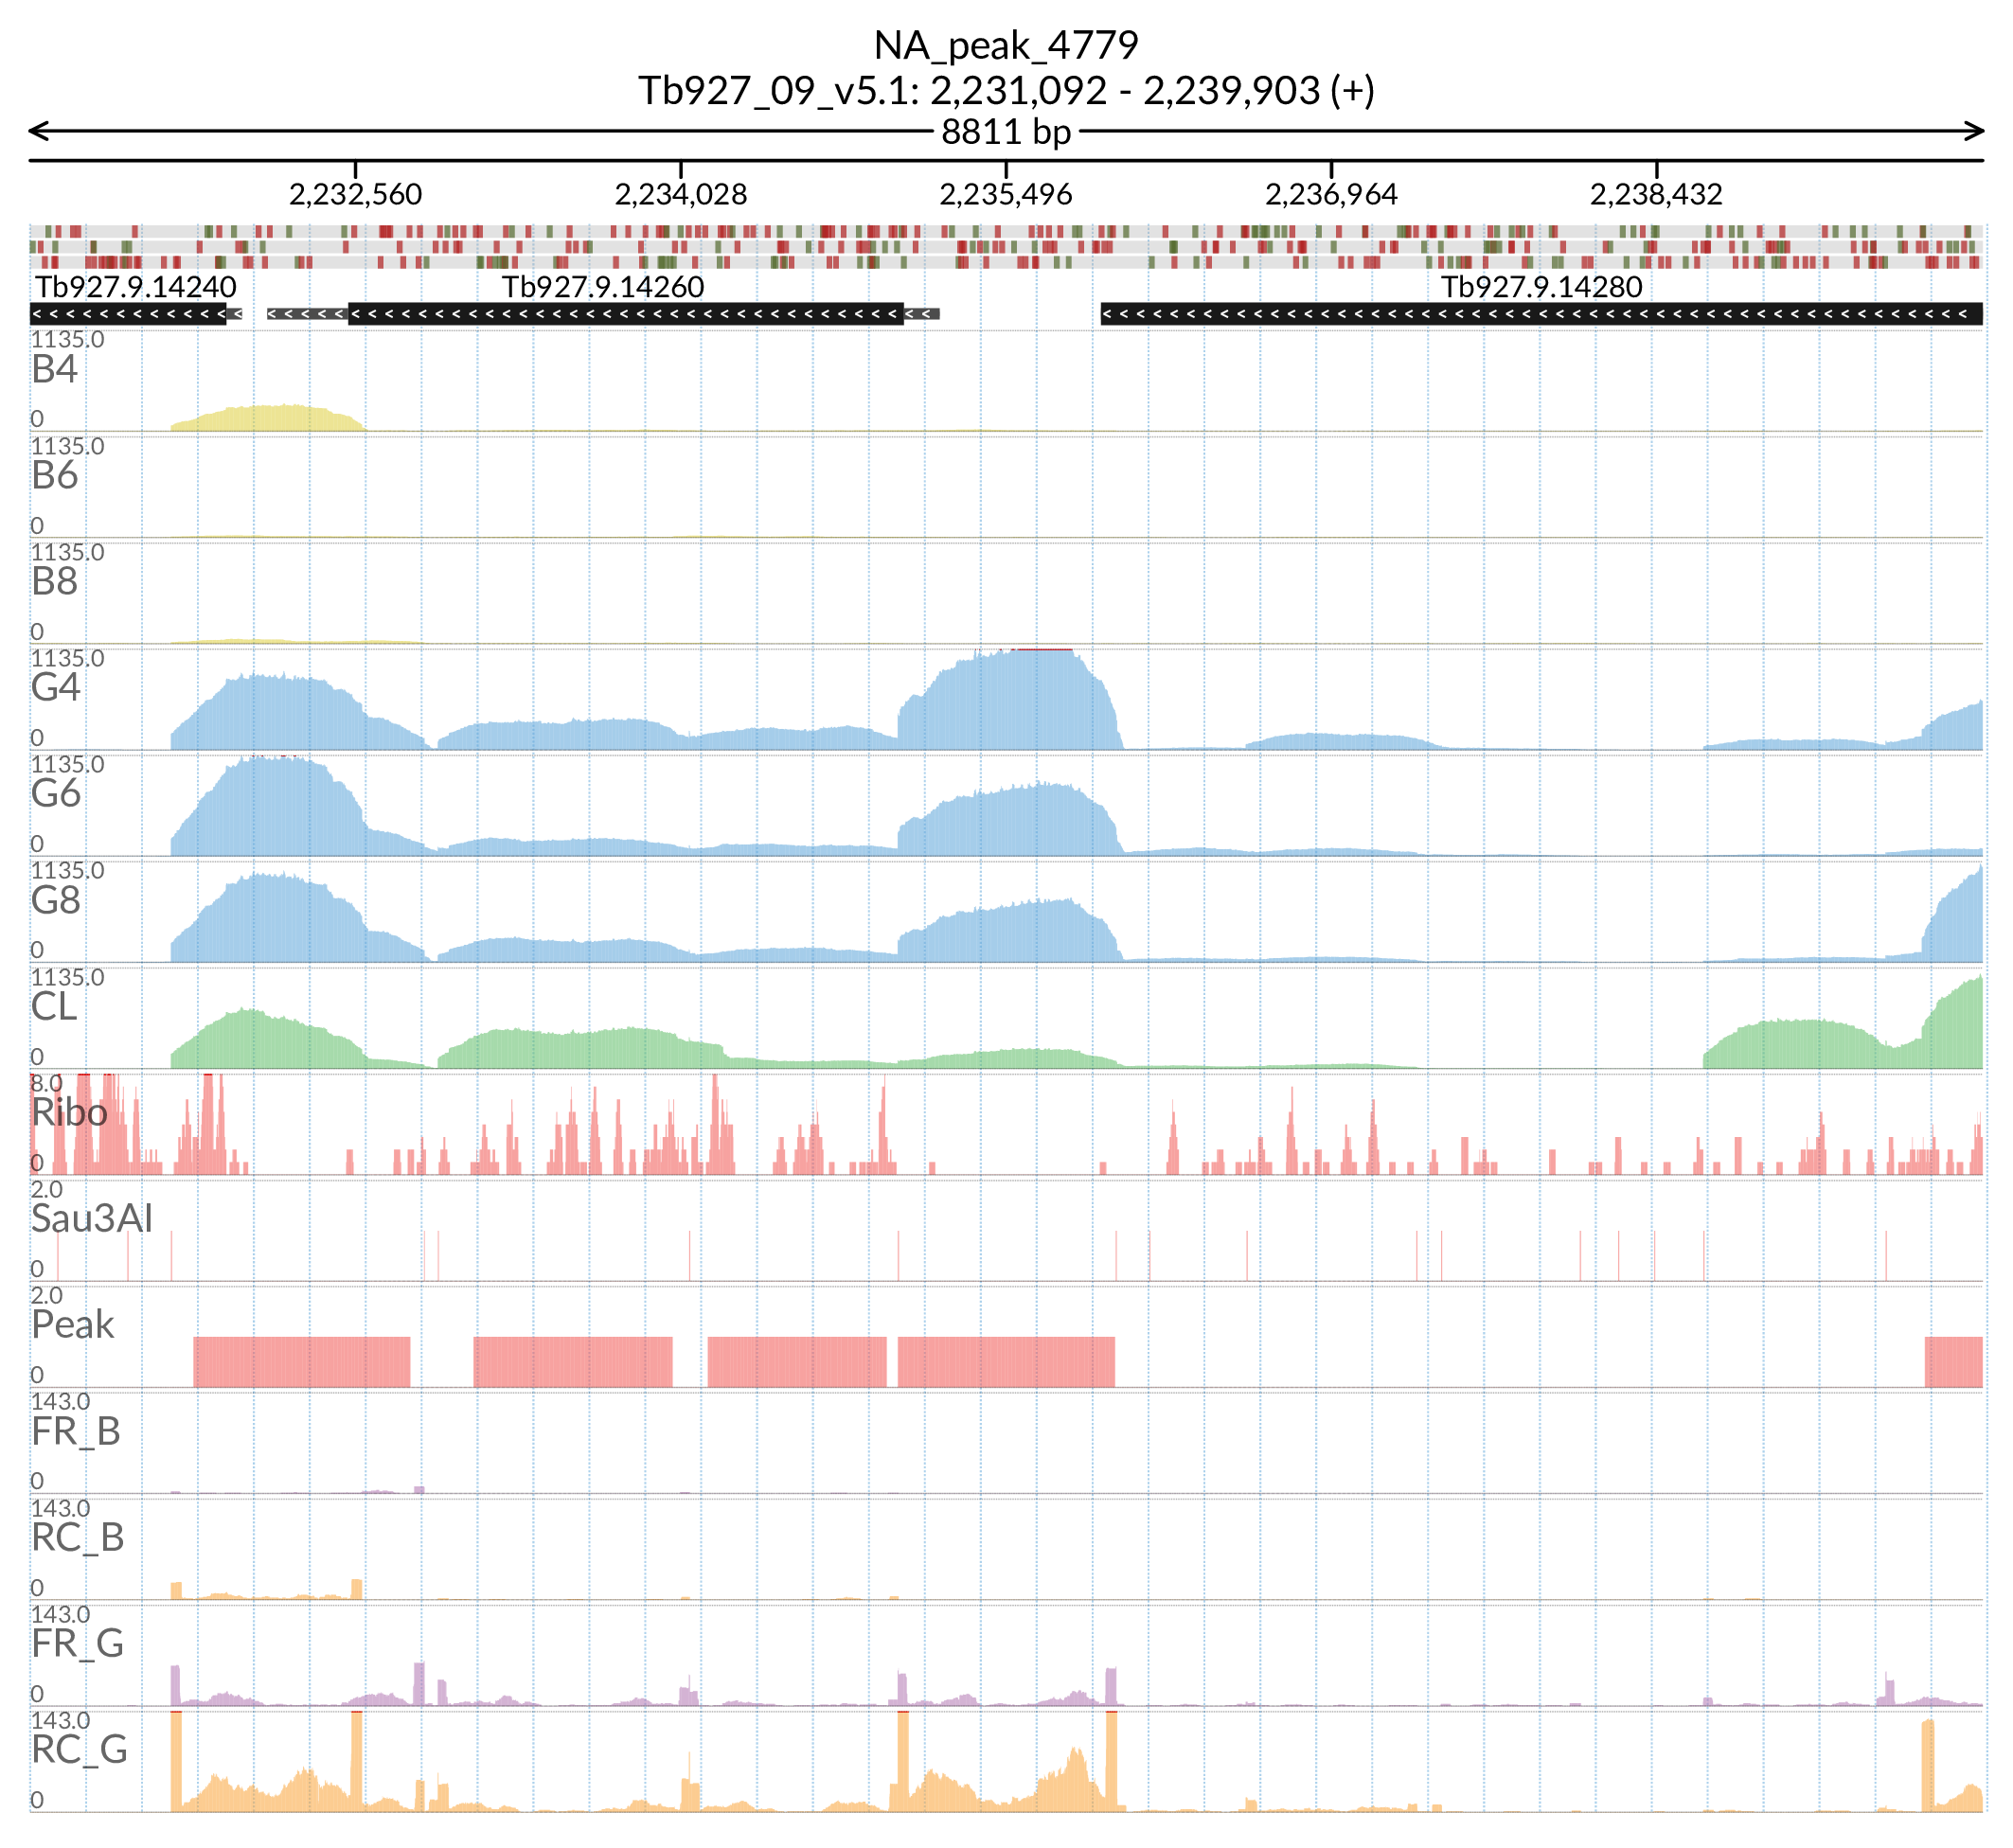 NA_peak_4779
Tb927_09_v5.1: 2,231,092 - 2,239,903 (+)
8811 bp
2,232,560 2,234,028 2,235,496 2,236,964 2,238,432
Tb927.9.14240 Tb927.9.14260 Tb927.9.14280
1135.0
B4
0
1135.0
B6
0
1135.0
B8
0
1135.0
G4
0
1135.0
G6
0
1135.0
G8
0
1135.0
CL
0
8.0
Ribo
0
2.0
Sau3AI
0
2.0
Peak
0
143.0
FR_B
0
143.0
RC_B
0
143.0
FR_G
0
143.0
RC_G
0